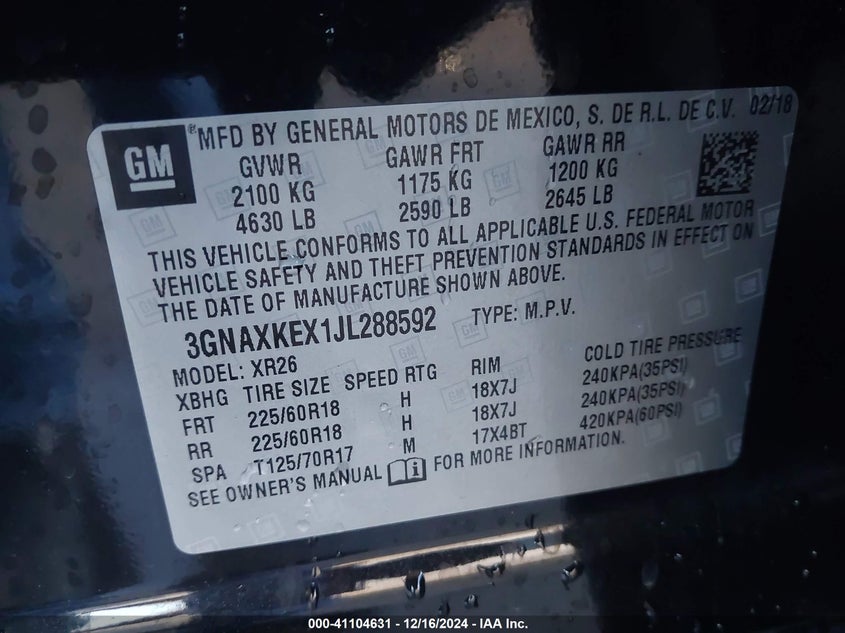 GM
®MFD BY GENERAL MOTORS DE MEXICO, S. DE R.L. DE C.V. 02/18
GVWR GAWR FRT GAWR RR
2100 KG 1175 KG 1200 KG
4630 LB 2590 LB 2645 LB
THIS VEHICLE CONFORMS TO ALL APPLICABLE U.S. FEDERAL MOTOR
VEHICLE SAFETY AND THEFT PREVENTION STANDARDS IN EFFECT ON
THE DATE OF MANUFACTURE SHOWN ABOVE.
3GNAXKEX1JL288592 TYPE: M.P.V.
MODEL: XR26
XBHG TIRE SIZE SPEED RTG RIM COLD TIRE PRESSURE
FRT 225/60R18 H 18X7J 240KPA(35PSI)
RR 225/60R18 H 18X7J 240KPA(35PSI)
SPA T125/70R17 M 17X4BT 420KPA(60PSI)
SEE OWNER'S MANUAL FOR MORE INFORMATION.
000-41104631 - 12/16/2024 - IAA Inc.